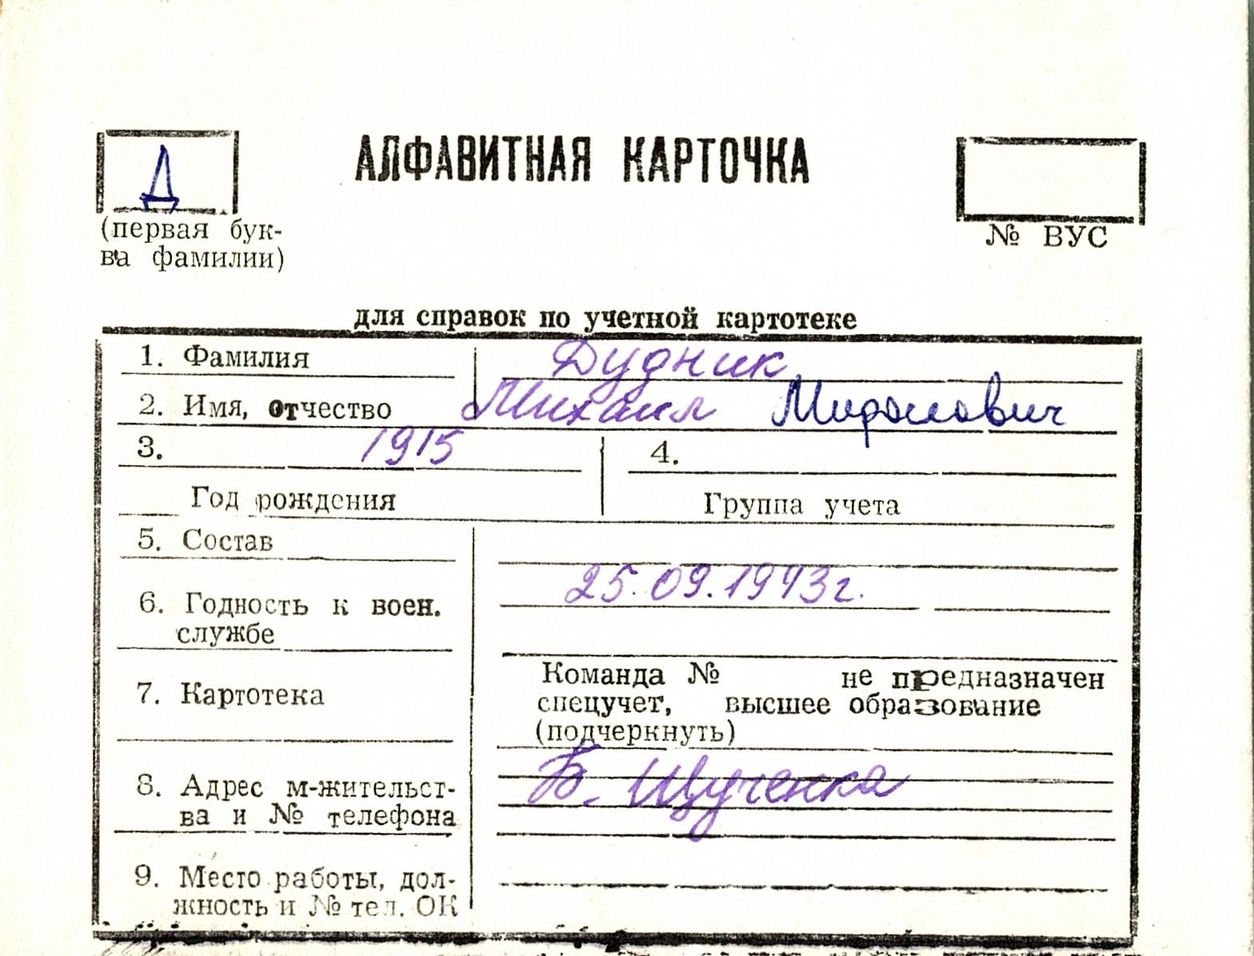 Д
АЛФАВИТНАЯ КАРТОЧКА
(первая бук-
ва фамилии)
№ ВУС
для справок по учетной картотеке
1. Фамилия Дудник
2. Имя, отчество Михаил Миронович
3. 1915 4.
Год рождения Группа учета
5. Состав
25.09.1943г.
6. Годность к воен.
службе
7. Картотека
Команда № не предназначен
спецучет, высшее образование
(подчеркнуть)
8. Адрес м-жительст-
ва и № телефона
Б. Щученка
9. Место работы, дол-
жность и № тел. ОК